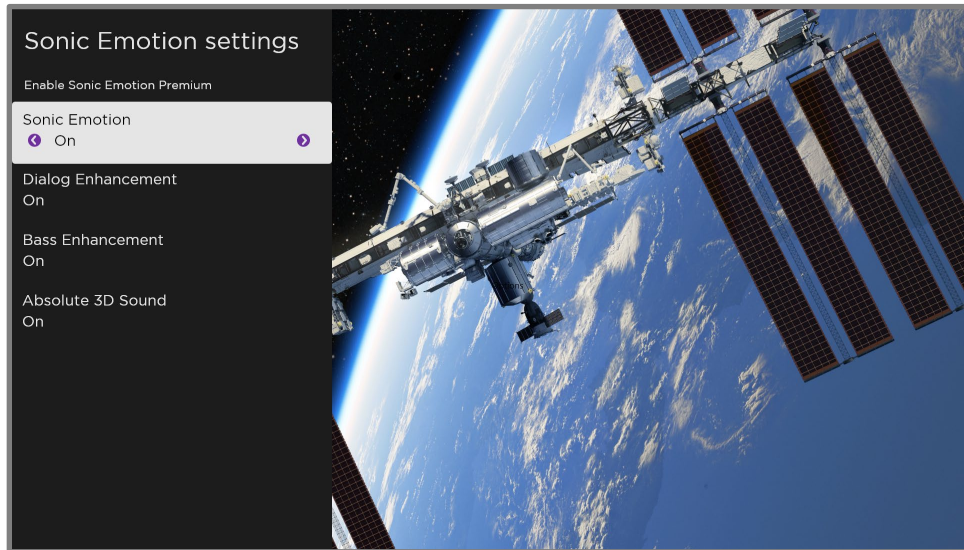 Sonic Emotion settings
Enable Sonic Emotion Premium
Sonic Emotion
On
Dialog Enhancement
On
Bass Enhancement
On
Absolute 3D Sound
On